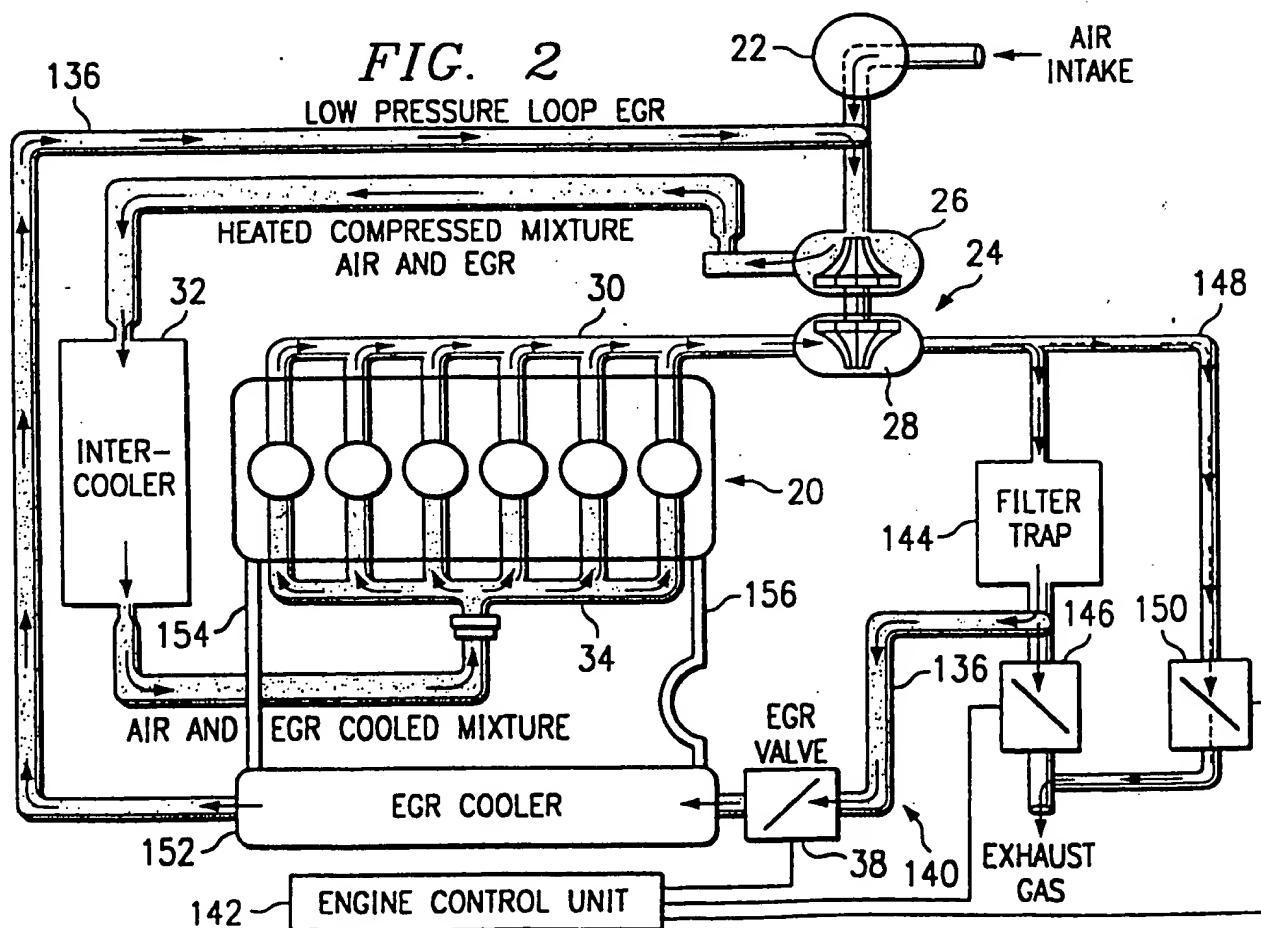 FIG. 2
22
AIR
INTAKE
136
LOW PRESSURE LOOP EGR
26
HEATED COMPRESSED MIXTURE
AIR AND EGR
24
32
30
148
28
INTER-
COOLER
20
FILTER
TRAP
144
154
156
146
150
34
136
AIR AND EGR COOLED MIXTURE
EGR
VALVE
EGR COOLER
152
38
140
EXHAUST
GAS
142
ENGINE CONTROL UNIT